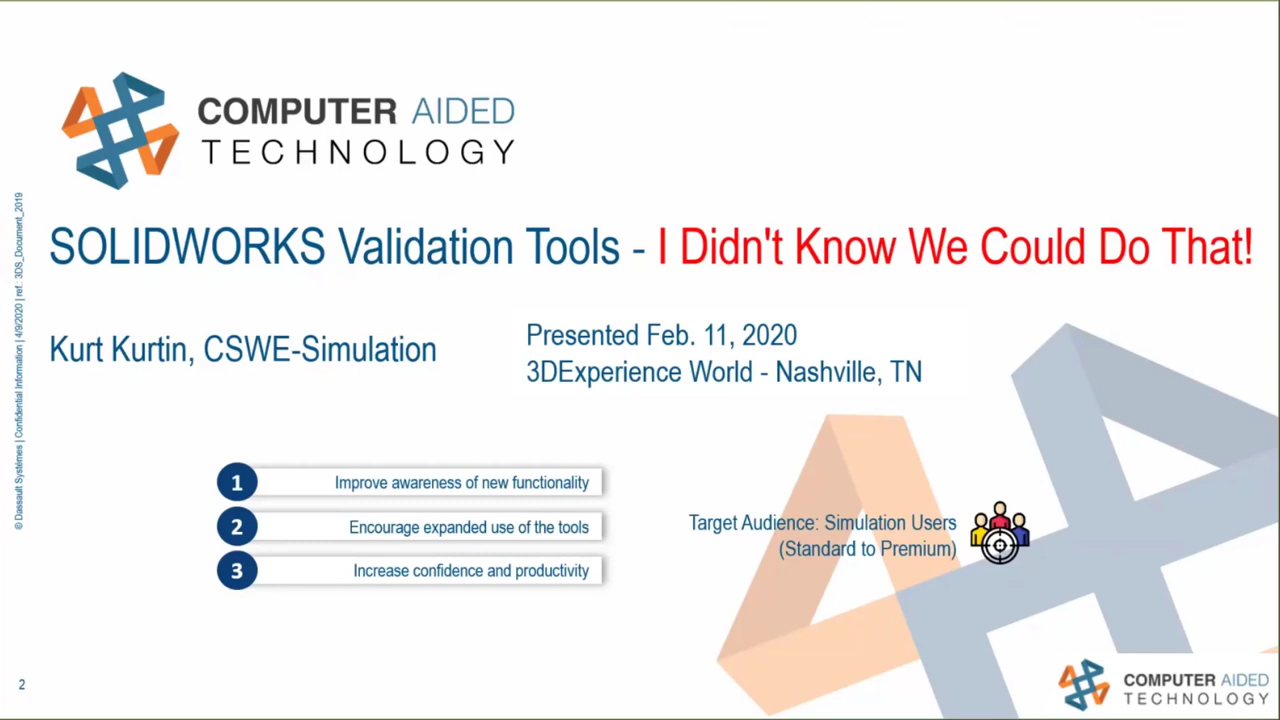 COMPUTER AIDED
TECHNOLOGY
SOLIDWORKS Validation Tools - I Didn't Know We Could Do That!
Kurt Kurtin, CSWE-Simulation
Presented Feb. 11, 2020
3DExperience World - Nashville, TN
1 Improve awareness of new functionality
2 Encourage expanded use of the tools
3 Increase confidence and productivity
Target Audience: Simulation Users
(Standard to Premium)
© Dassault Systèmes | Confidential Information | 4/9/2020 | ref.: 3DS_Document_2019
2
COMPUTER AIDED
TECHNOLOGY